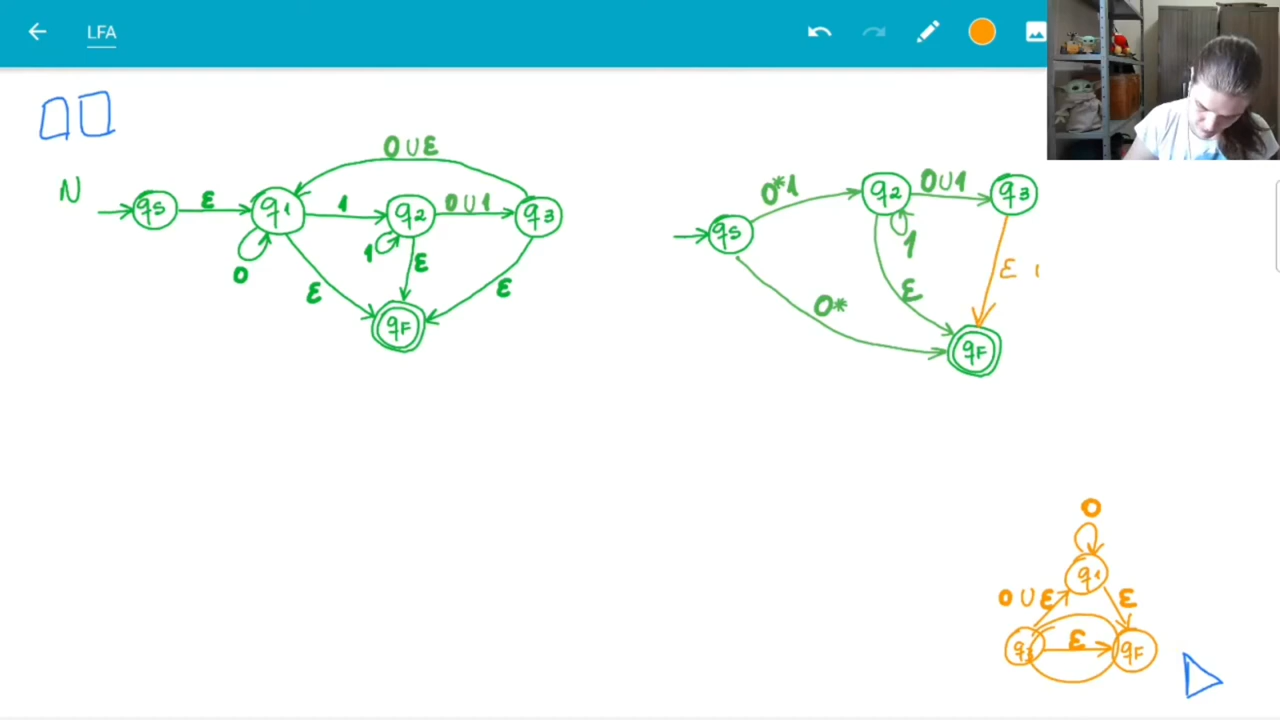 LFA
N
0 ∪ ε
qs ε q1 1 q2 0 ∪ 1 q3
0 1 ε
ε ε
qF
0*1 q2 0 ∪ 1 q3
qs 1
ε ε
0*
qF
0
q1
0 ∪ ε ε
q3 ε qF